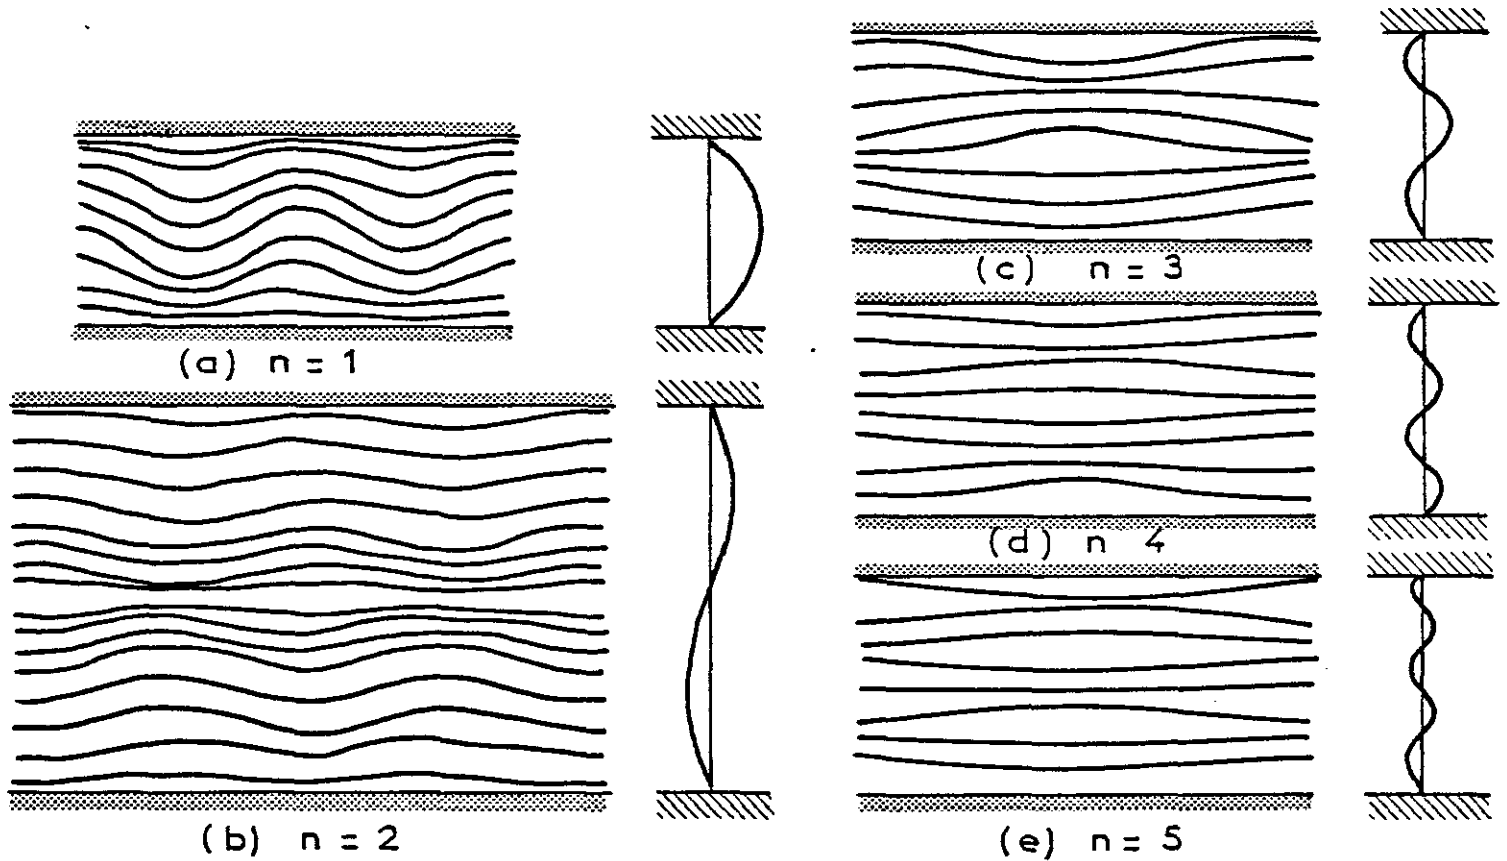 (a) n = 1
(b) n = 2
(c) n = 3
(d) n 4
(e) n = 5